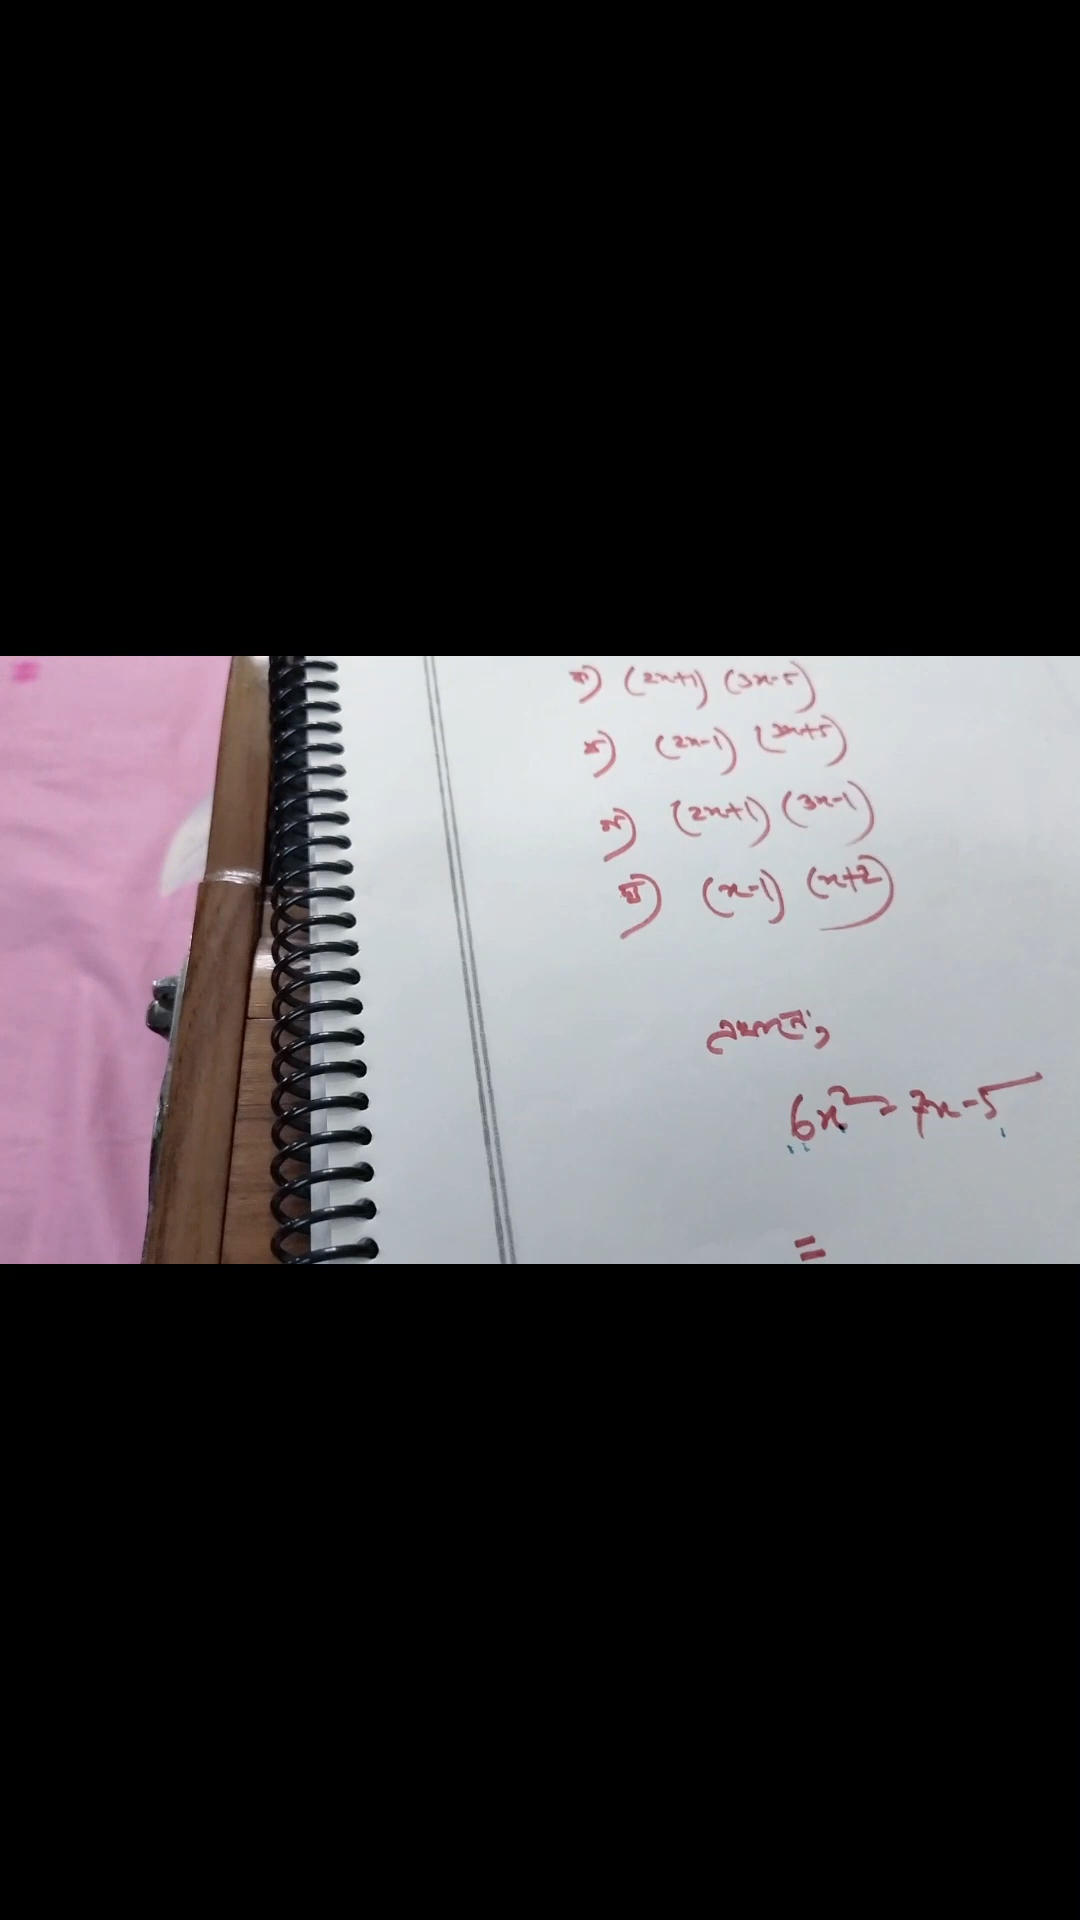 ক) (2x+1) (3x-5)
খ) (2x-1) (3x+5)
গ) (2x+1) (3x-1)
ঘ) (x-1) (x+2)
এখানে,
6x² - 7x - 5
=